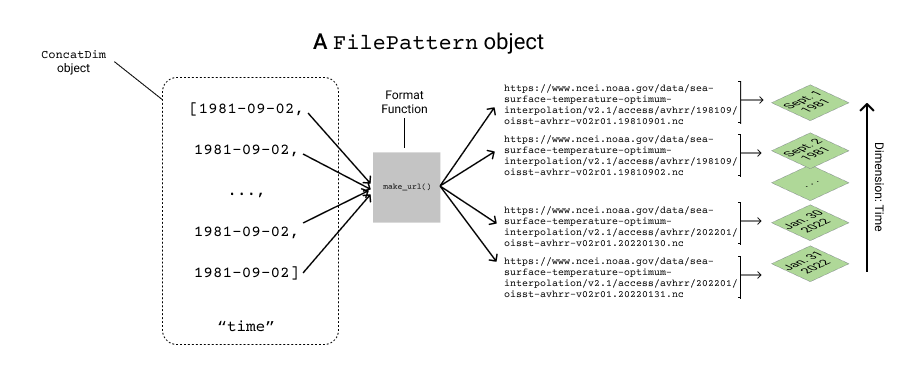 A FilePattern object
ConcatDim
object
[1981-09-02,
1981-09-02,
...,
1981-09-02,
1981-09-02]
“time”
Format
Function
make_url()
https://www.ncei.noaa.gov/data/sea-
surface-temperature-optimum-
interpolation/v2.1/access/avhrr/198109/
oisst-avhrr-v02r01.19810901.nc
https://www.ncei.noaa.gov/data/sea-
surface-temperature-optimum-
interpolation/v2.1/access/avhrr/198109/
oisst-avhrr-v02r01.19810902.nc
https://www.ncei.noaa.gov/data/sea-
surface-temperature-optimum-
interpolation/v2.1/access/avhrr/202201/
oisst-avhrr-v02r01.20220130.nc
https://www.ncei.noaa.gov/data/sea-
surface-temperature-optimum-
interpolation/v2.1/access/avhrr/202201/
oisst-avhrr-v02r01.20220131.nc
Sept. 1
1981
Sept. 2
1981
...
Jan. 30
2022
Jan. 31
2022
Dimension: Time